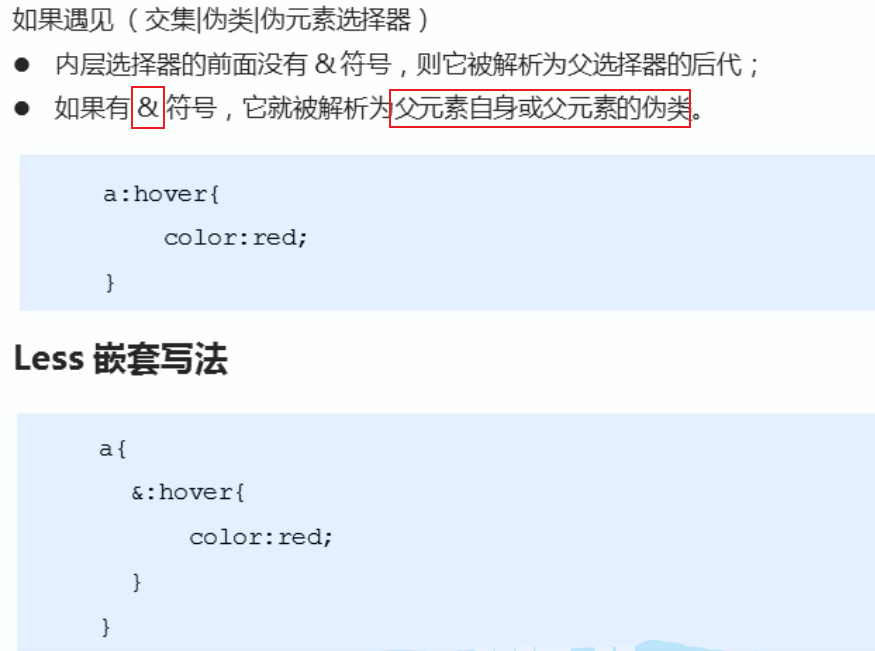 如果遇见（交集|伪类|伪元素选择器）
● 内层选择器的前面没有 & 符号，则它被解析为父选择器的后代；
● 如果有 & 符号，它就被解析为父元素自身或父元素的伪类。
a:hover{
color:red;
}
Less 嵌套写法
a{
&:hover{
color:red;
}
}